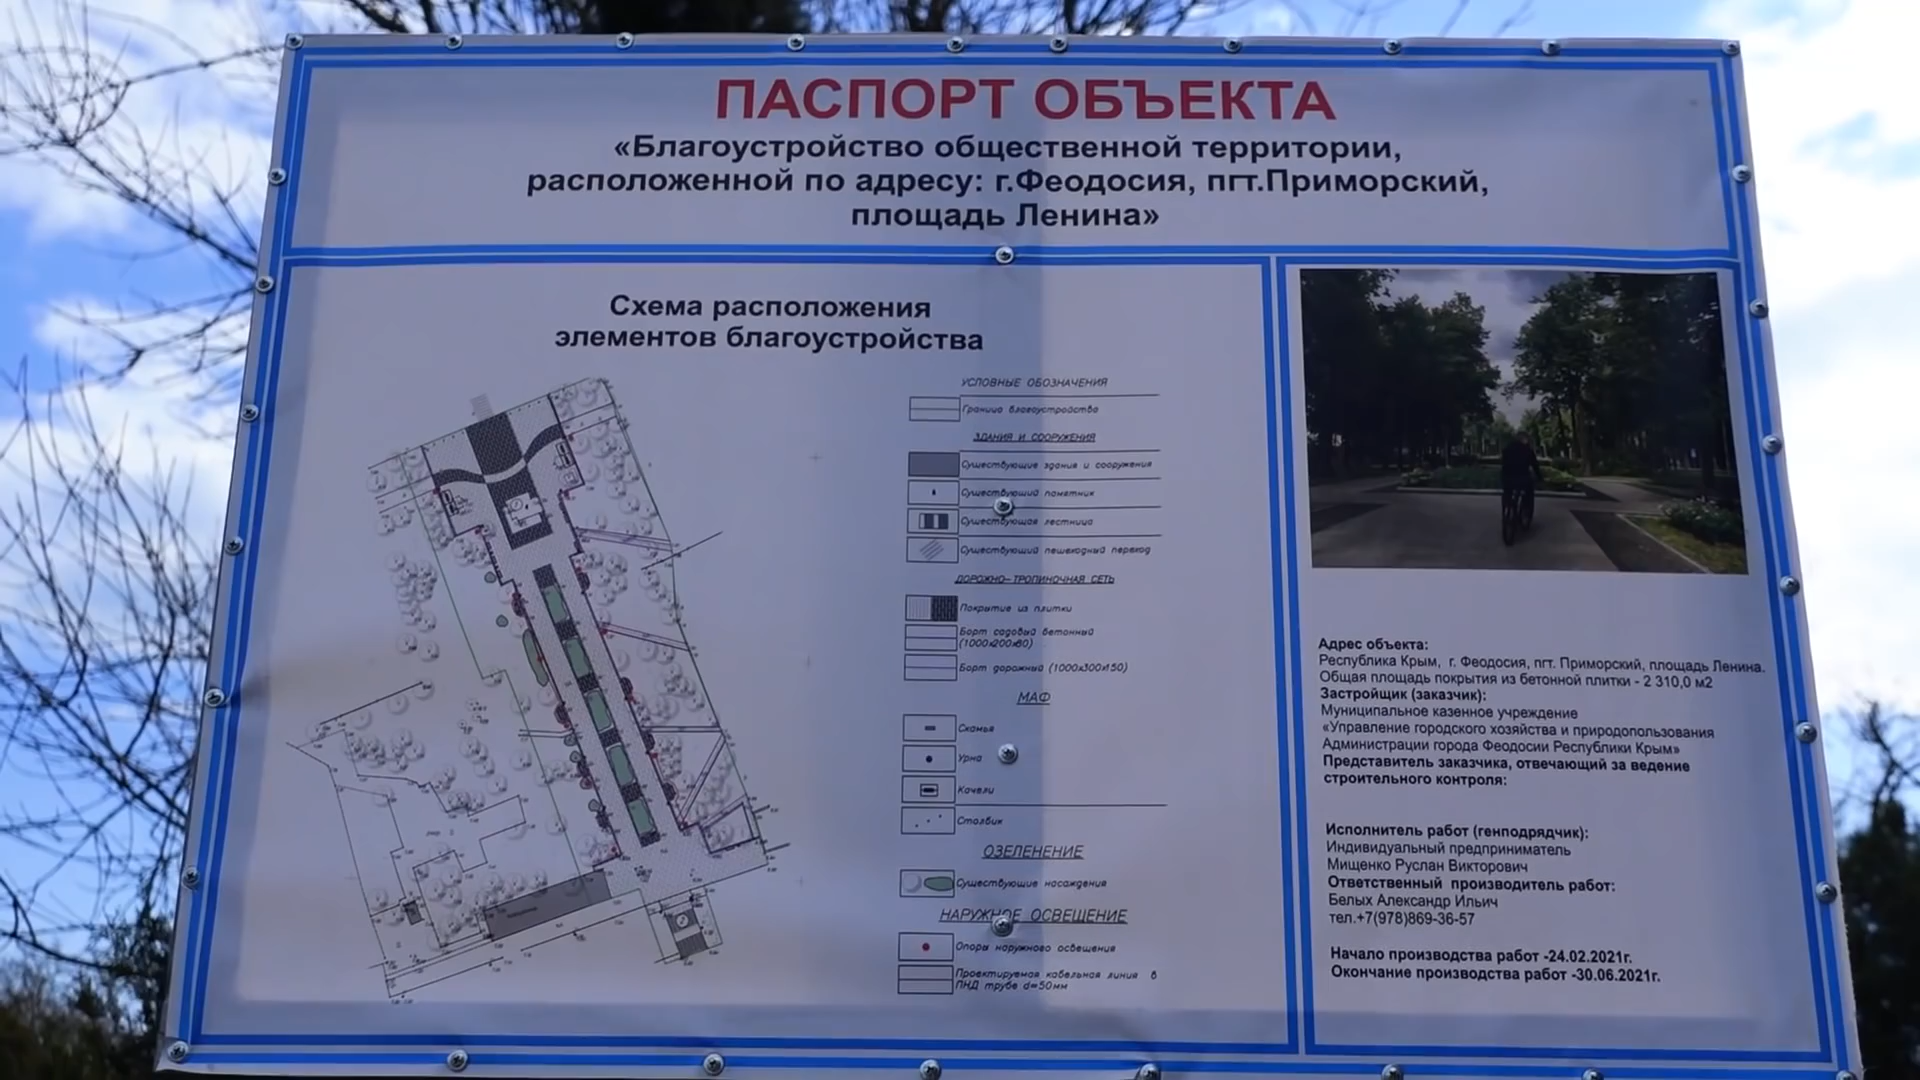 ПАСПОРТ ОБЪЕКТА
«Благоустройство общественной территории,
расположенной по адресу: г.Феодосия, пгт.Приморский,
площадь Ленина»
Схема расположения
элементов благоустройства
УСЛОВНЫЕ ОБОЗНАЧЕНИЯ
Граница благоустройства
ЗДАНИЯ И СООРУЖЕНИЯ
Существующие здания и сооружения
Существующий памятник
Существующая лестница
Существующий пешеходный переход
ДОРОЖНО-ТРОПИНОЧНАЯ СЕТЬ
Покрытие из плитки
Борт садовый бетонный
(1000х200х80)
Борт дорожный (1000х300х150)
МАФ
Скамья
Урна
Качели
Столбик
ОЗЕЛЕНЕНИЕ
Существующие насаждения
НАРУЖНОЕ ОСВЕЩЕНИЕ
Опоры наружного освещения
Проектируемая кабельная линия в
ПНД трубе d=50мм
Адрес объекта:
Республика Крым, г. Феодосия, пгт. Приморский, площадь Ленина.
Общая площадь покрытия из бетонной плитки - 2 310,0 м2
Застройщик (заказчик):
Муниципальное казенное учреждение
«Управление городского хозяйства и природопользования
Администрации города Феодосии Республики Крым»
Представитель заказчика, отвечающий за ведение
строительного контроля:
Исполнитель работ (генподрядчик):
Индивидуальный предприниматель
Мищенко Руслан Викторович
Ответственный производитель работ:
Белых Александр Ильич
тел.+7(978)869-36-57
Начало производства работ -24.02.2021г.
Окончание производства работ -30.06.2021г.